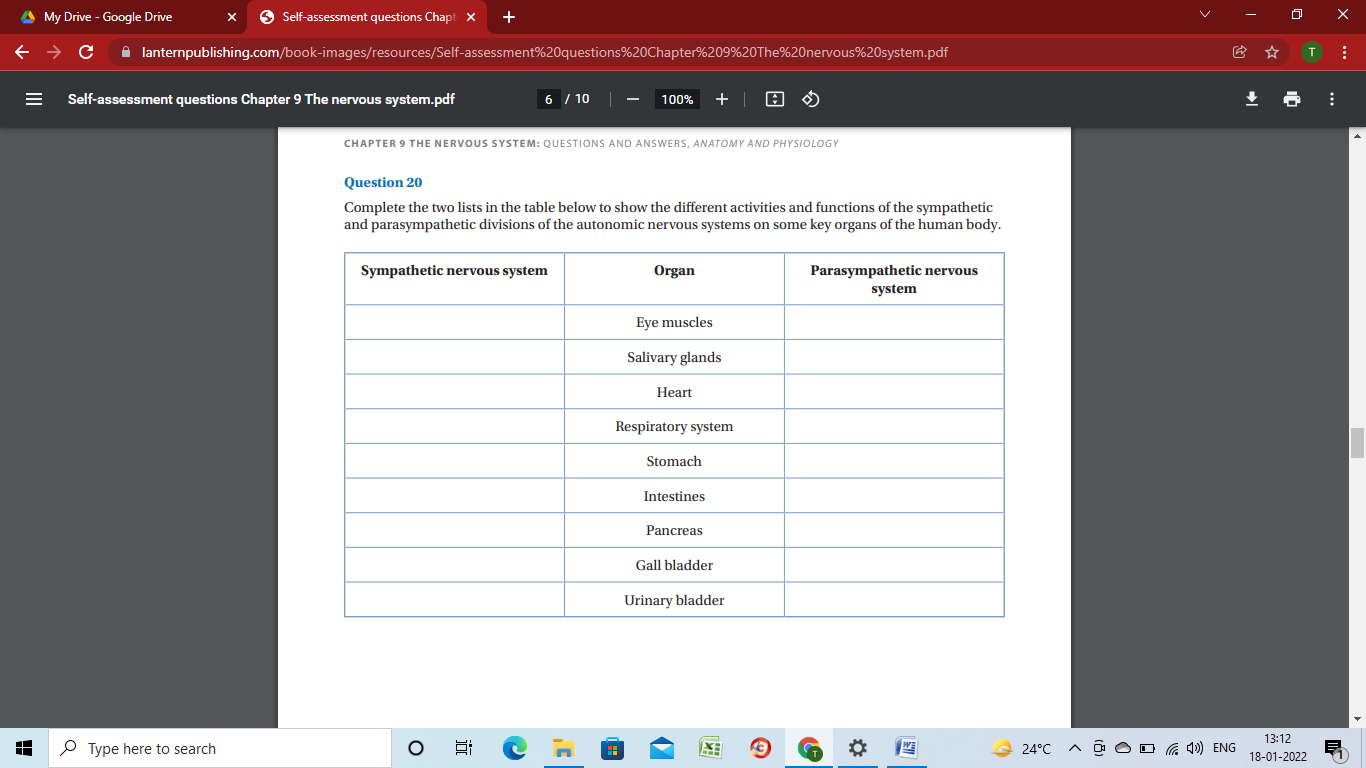 My Drive - Google Drive
Self-assessment questions Chapt
lanternpublishing.com/book-images/resources/Self-assessment%20questions%20Chapter%209%20The%20nervous%20system.pdf
T
Self-assessment questions Chapter 9 The nervous system.pdf
6 / 10
100%
CHAPTER 9 THE NERVOUS SYSTEM: QUESTIONS AND ANSWERS, ANATOMY AND PHYSIOLOGY
Question 20
Complete the two lists in the table below to show the different activities and functions of the sympathetic
and parasympathetic divisions of the autonomic nervous systems on some key organs of the human body.
Sympathetic nervous system
Organ
Parasympathetic nervous
system
Eye muscles
Salivary glands
Heart
Respiratory system
Stomach
Intestines
Pancreas
Gall bladder
Urinary bladder
Type here to search
T
24°C
ENG
13:12
18-01-2022
1